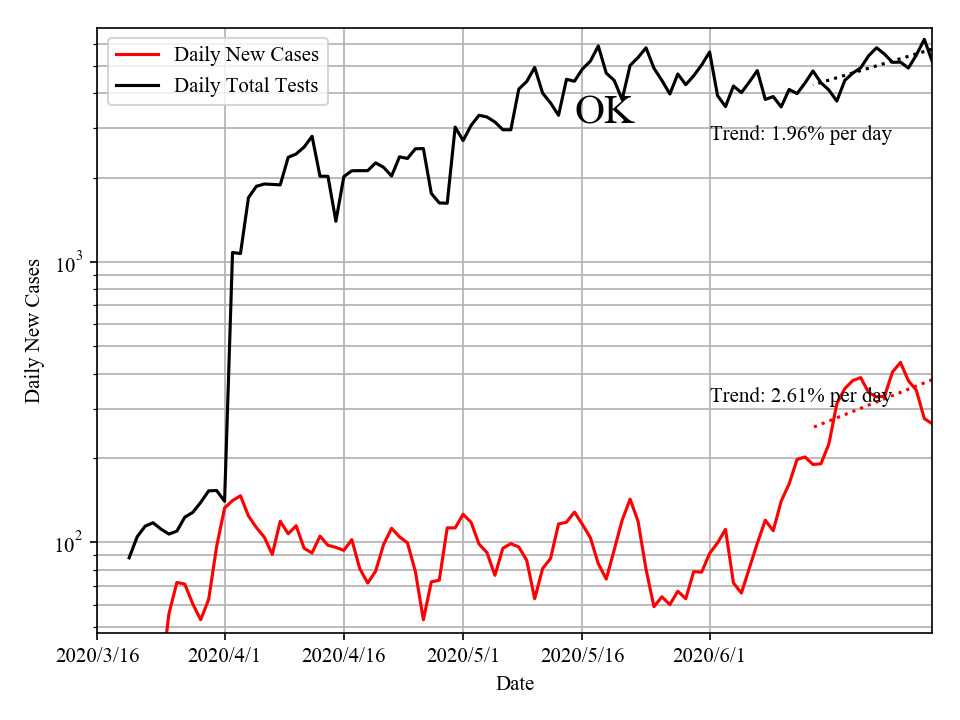 Daily New Cases
Daily Total Tests
OK
Trend: 1.96% per day
Trend: 2.61% per day
10³
10²
Daily New Cases
2020/3/16 2020/4/1 2020/4/16 2020/5/1 2020/5/16 2020/6/1
Date